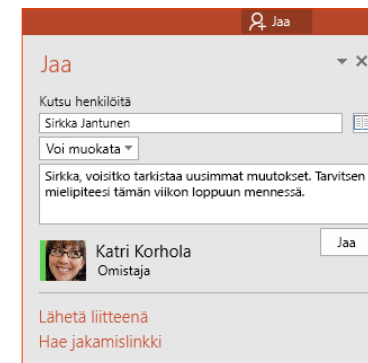 Jaa
Jaa
Kutsu henkilöitä
Sirkka Jantunen
Voi muokata
Sirkka, voisitko tarkistaa uusimmat muutokset. Tarvitsen
mielipiteesi tämän viikon loppuun mennessä.
Jaa
Katri Korhola
Omistaja
Lähetä liitteenä
Hae jakamislinkki